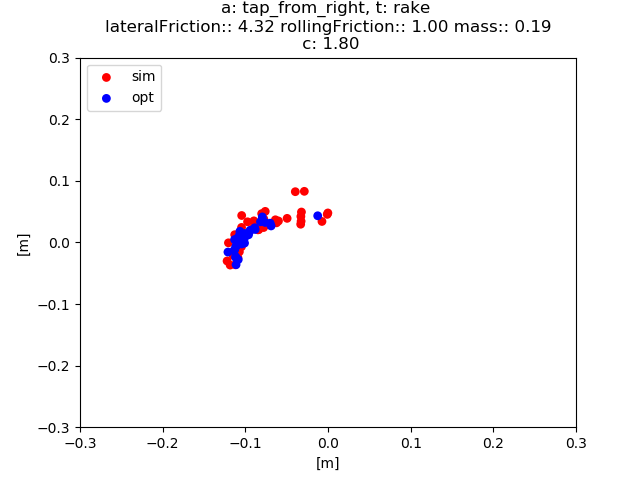 a: tap_from_right, t: rake
lateralFriction:: 4.32 rollingFriction:: 1.00 mass:: 0.19
c: 1.80
sim
opt
0.3
0.2
0.1
0.0
−0.1
−0.2
−0.3
[m]
−0.3
−0.2
−0.1
0.0
0.1
0.2
0.3
[m]